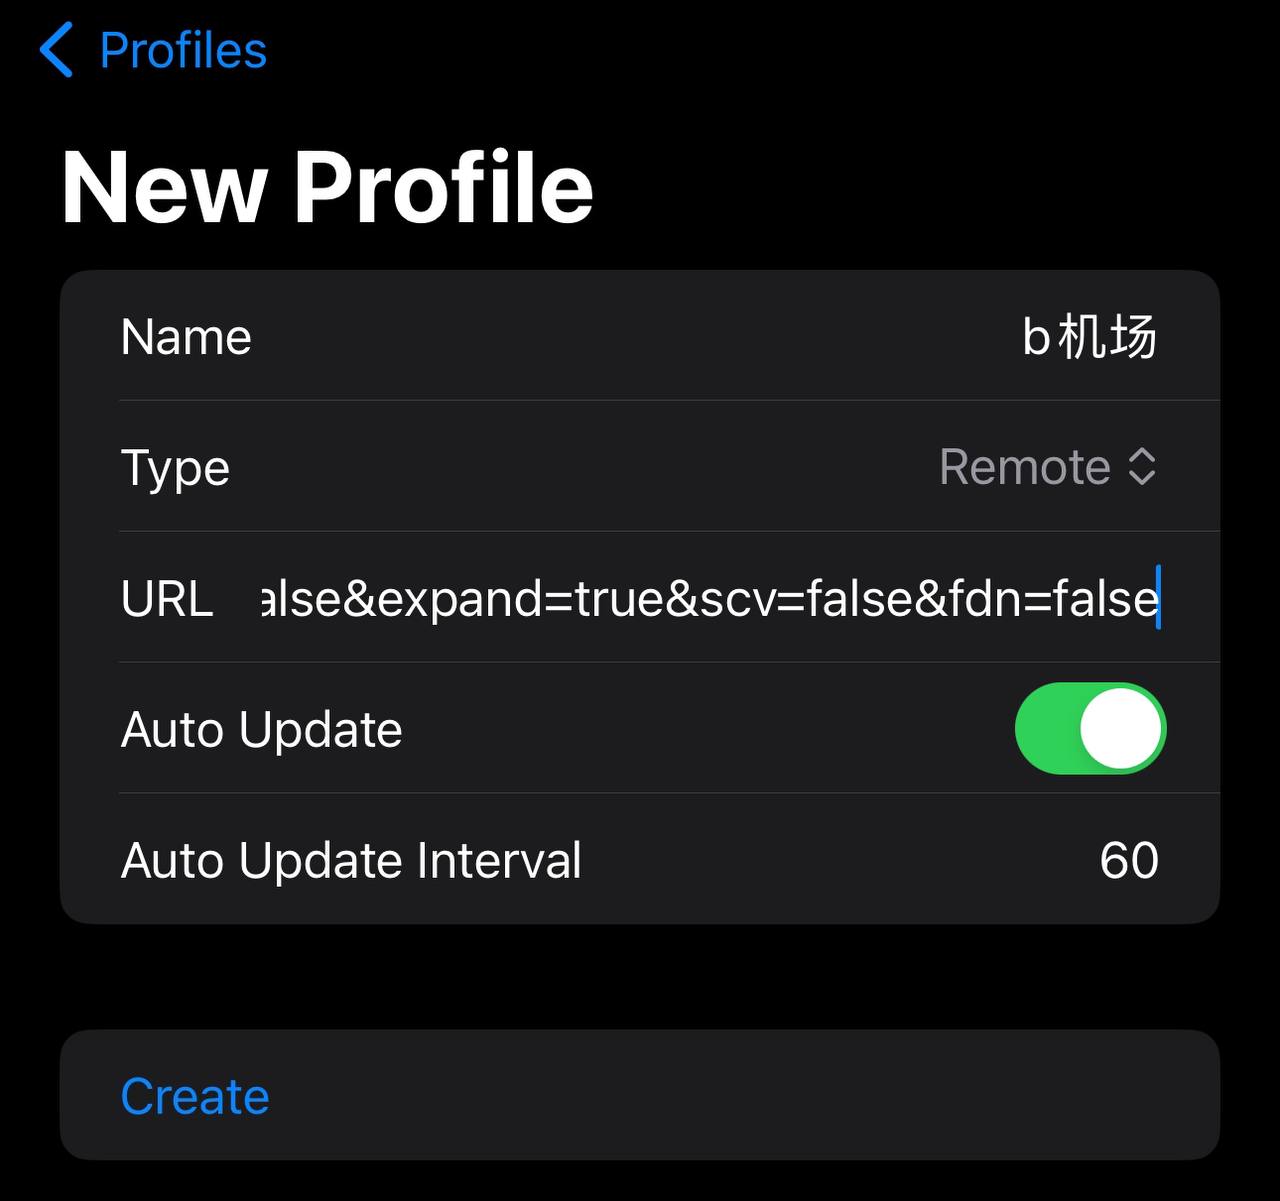 Profiles
New Profile
Name b机场
Type Remote
URL alse&expand=true&scv=false&fdn=false
Auto Update
Auto Update Interval 60
Create